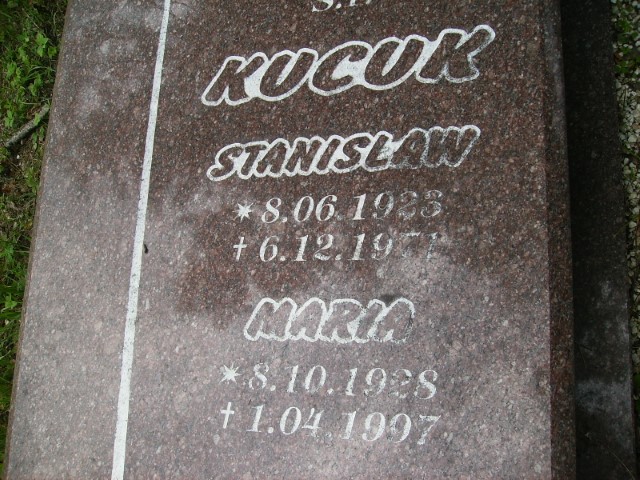 KUCUK
STANISŁAW
* 8.06.1923
† 6.12.1971
MARIA
* 8.10.1928
† 1.04.1997